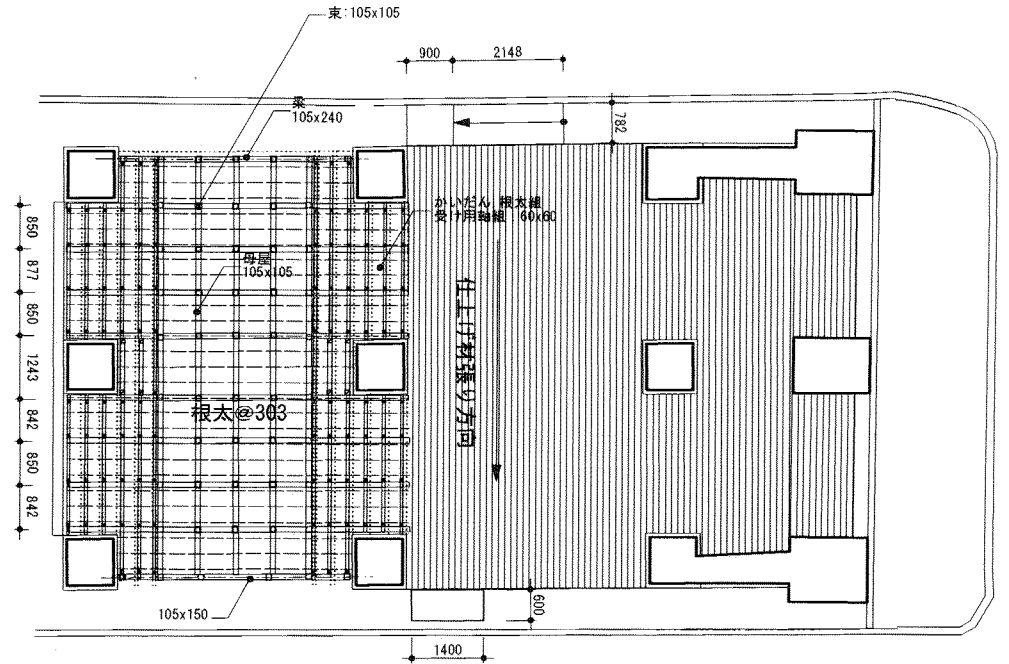 束:105x105
900
2148
梁
105x240
782
かいだん 根太組
受け用軸組 60x60
母屋
105x105
仕上げ材張り方向
根太@303
850
877
850
1243
842
850
842
105x150
600
1400